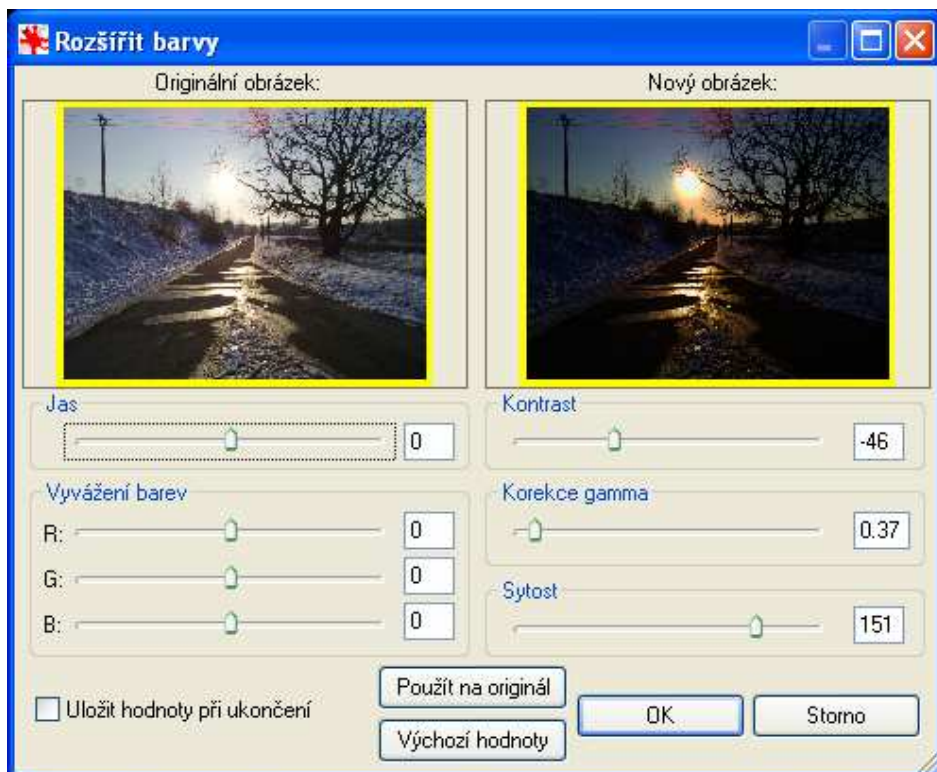 Rozšířit barvy
Originální obrázek:
Nový obrázek:
Jas
0
Kontrast
-46
Vyvážení barev
R:
0
G:
0
B:
0
Korekce gamma
0.37
Sytost
151
Uložit hodnoty při ukončení
Použít na originál
Výchozí hodnoty
OK
Storno